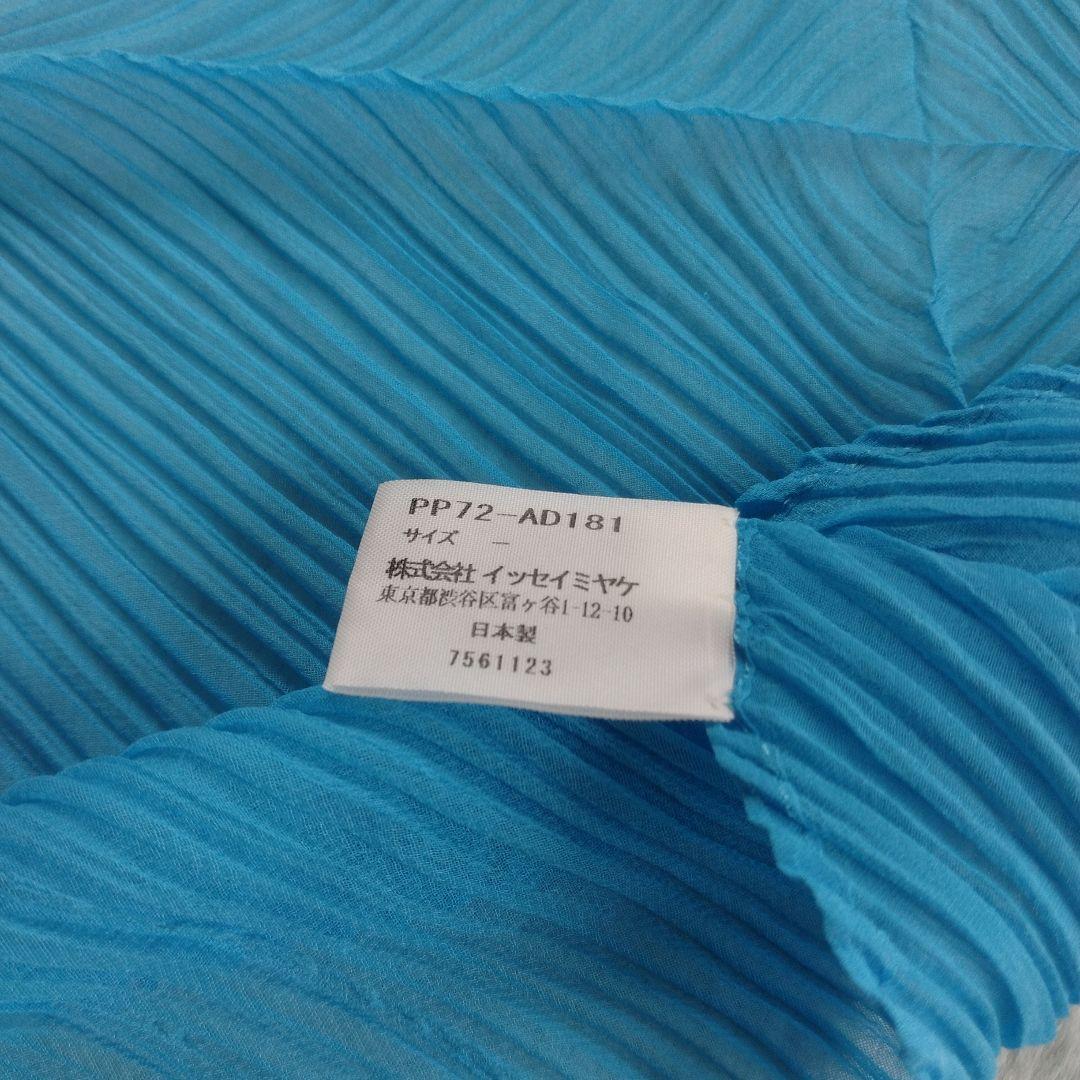 PP72-AD181
サイズ －
株式会社 イッセイミヤケ
東京都渋谷区富ヶ谷1-12-10
日本製
7561123